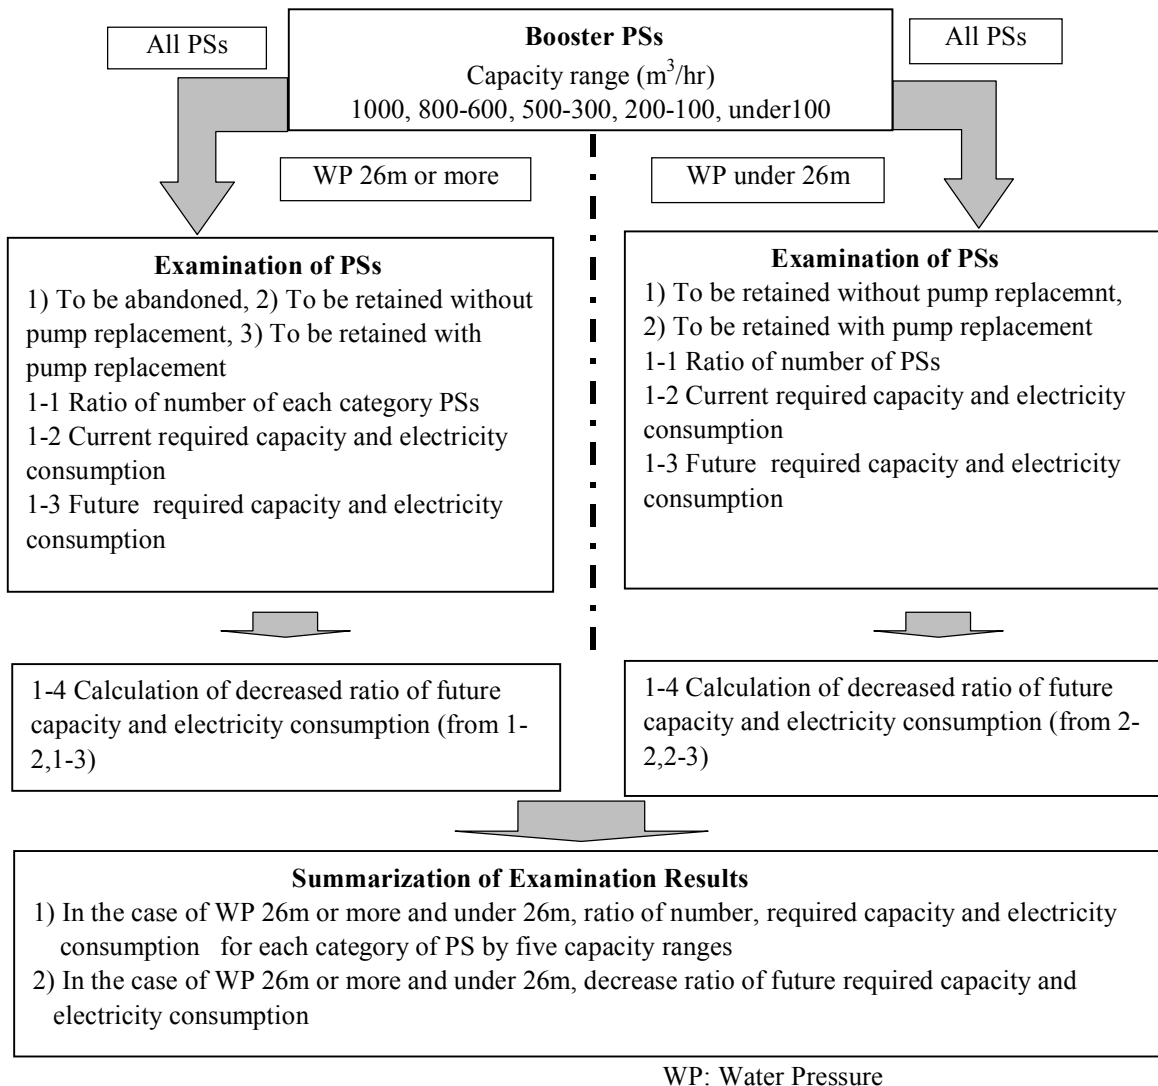 All PSs
Booster PSs
Capacity range (m³/hr)
1000, 800-600, 500-300, 200-100, under100
All PSs
WP 26m or more
WP under 26m
Examination of PSs
1) To be abandoned, 2) To be retained without
pump replacement, 3) To be retained with
pump replacement
1-1 Ratio of number of each category PSs
1-2 Current required capacity and electricity
consumption
1-3 Future required capacity and electricity
consumption
Examination of PSs
1) To be retained without pump replacemnt,
2) To be retained with pump replacement
1-1 Ratio of number of PSs
1-2 Current required capacity and electricity
consumption
1-3 Future required capacity and electricity
consumption
1-4 Calculation of decreased ratio of future
capacity and electricity consumption (from 1-
2,1-3)
1-4 Calculation of decreased ratio of future
capacity and electricity consumption (from 2-
2,2-3)
Summarization of Examination Results
1) In the case of WP 26m or more and under 26m, ratio of number, required capacity and electricity
consumption for each category of PS by five capacity ranges
2) In the case of WP 26m or more and under 26m, decrease ratio of future required capacity and
electricity consumption
WP: Water Pressure